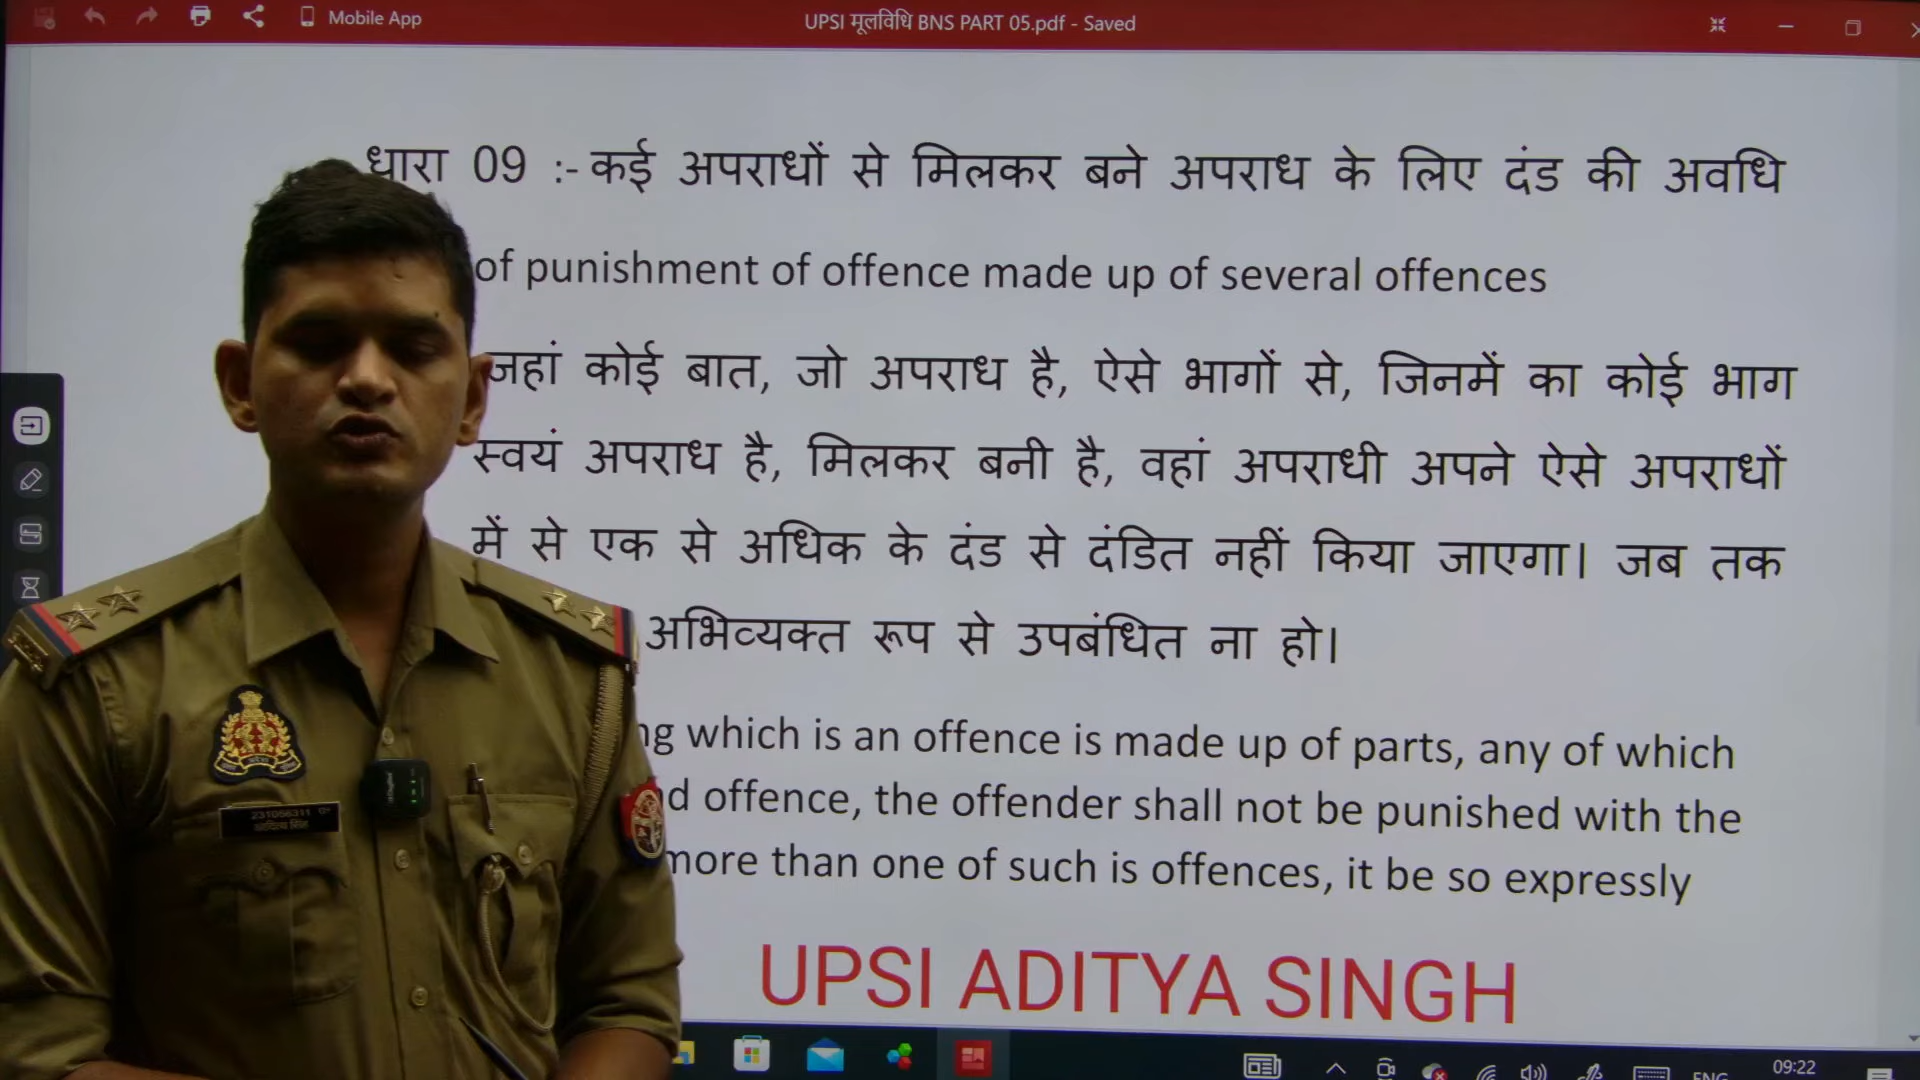 Mobile App
UPSI मूलविधि BNS PART 05.pdf - Saved
धारा 09 :- कई अपराधों से मिलकर बने अपराध के लिए दंड की अवधि
of punishment of offence made up of several offences
जहां कोई बात, जो अपराध है, ऐसे भागों से, जिनमें का कोई भाग
स्वयं अपराध है, मिलकर बनी है, वहां अपराधी अपने ऐसे अपराधों
में से एक से अधिक के दंड से दंडित नहीं किया जाएगा। जब तक
अभिव्यक्त रूप से उपबंधित ना हो।
which is an offence is made up of parts, any of which
offence, the offender shall not be punished with the
more than one of such is offences, it be so expressly
UPSI ADITYA SINGH
231066311
आदित्य सिंह
ENG
09:22